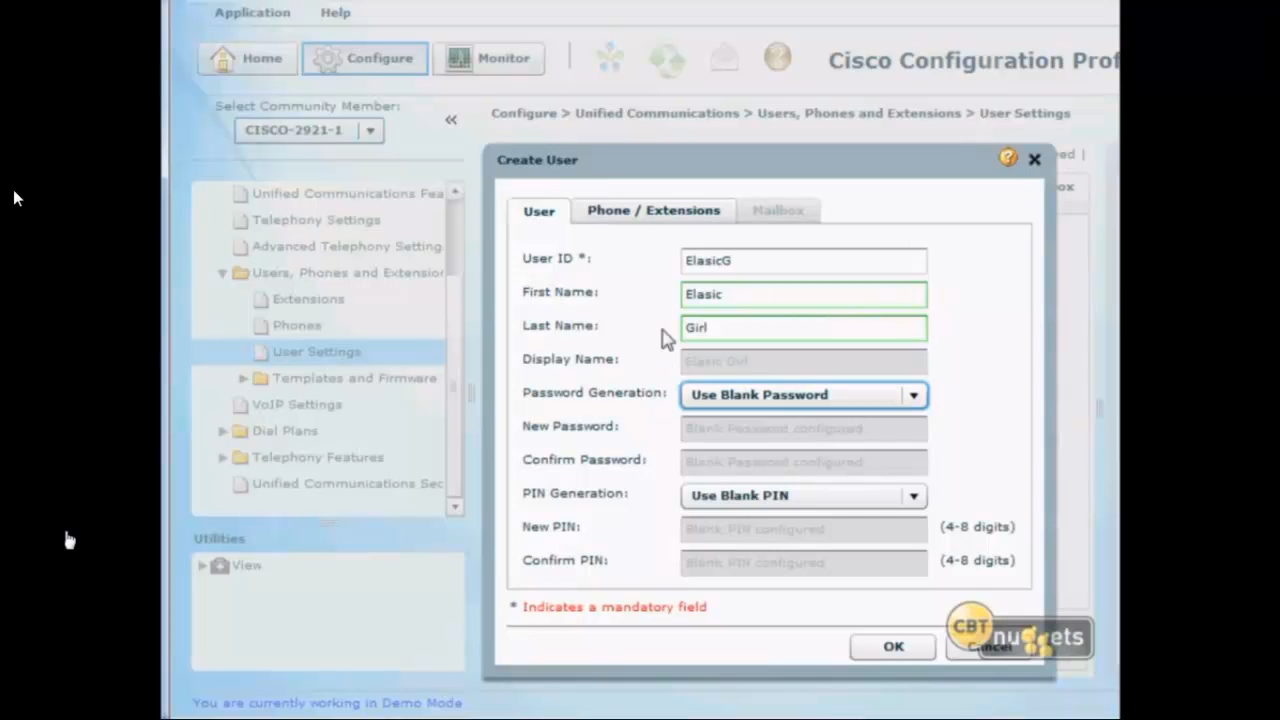 Application Help
Home Configure Monitor Cisco Configuration Prof
Select Community Member:
CISCO-2921-1
Configure > Unified Communications > Users, Phones and Extensions > User Settings
Unified Communications Fea
Telephony Settings
Advanced Telephony Setting
Users, Phones and Extension
Extensions
Phones
User Settings
Templates and Firmware
VoIP Settings
Dial Plans
Telephony Features
Unified Communications Sec
Utilities
View
You are currently working in Demo Mode
Create User
User Phone / Extensions Mailbox
User ID *: ElasicG
First Name: Elasic
Last Name: Girl
Display Name: Elasic Girl
Password Generation: Use Blank Password
New Password: Blank Password configured
Confirm Password: Blank Password configured
PIN Generation: Use Blank PIN
New PIN: Blank PIN configured (4-8 digits)
Confirm PIN: Blank PIN configured (4-8 digits)
* Indicates a mandatory field
OK Cancel
CBT nuggets